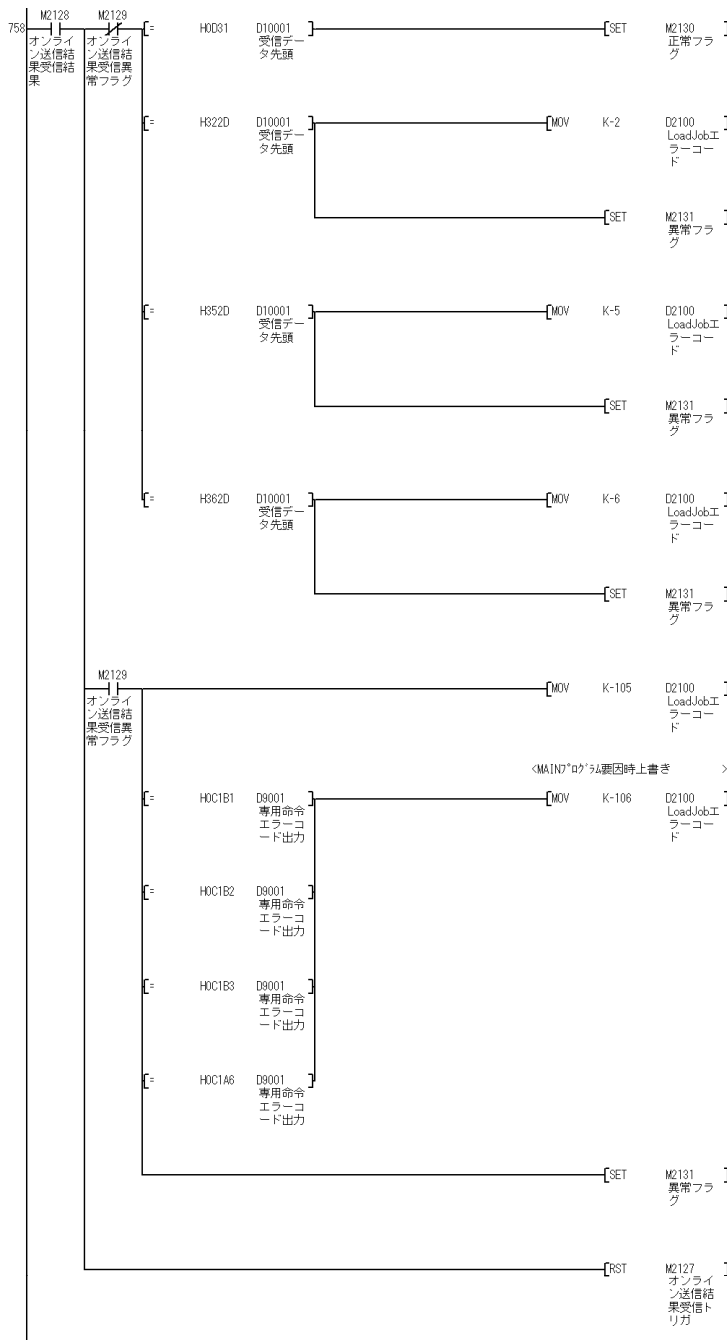 758
M2128
オンライ
ン送信結
果受信結
果
M2129
オンライ
ン送信結
果受信異
常フラグ
[= H0D31 D10001 ]
受信デー
タ先頭
[SET M2130 ]
正常フラ
グ
[= H322D D10001 ]
受信デー
タ先頭
[MOV K-2 D2100 ]
LoadJobエ
ラーコー
ド
[SET M2131 ]
異常フラ
グ
[= H352D D10001 ]
受信デー
タ先頭
[MOV K-5 D2100 ]
LoadJobエ
ラーコー
ド
[SET M2131 ]
異常フラ
グ
[= H362D D10001 ]
受信デー
タ先頭
[MOV K-6 D2100 ]
LoadJobエ
ラーコー
ド
[SET M2131 ]
異常フラ
グ
M2129
オンライ
ン送信結
果受信異
常フラグ
[MOV K-105 D2100 ]
LoadJobエ
ラーコー
ド
<MAINﾌﾟﾛｸﾞﾗﾑ要因時上書き >
[= H0C1B1 D9001 ]
専用命令
エラーコ
ード出力
[MOV K-106 D2100 ]
LoadJobエ
ラーコー
ド
[= H0C1B2 D9001 ]
専用命令
エラーコ
ード出力
[= H0C1B3 D9001 ]
専用命令
エラーコ
ード出力
[= H0C1A6 D9001 ]
専用命令
エラーコ
ード出力
[SET M2131 ]
異常フラ
グ
[RST M2127 ]
オンライ
ン送信結
果受信ト
リガ